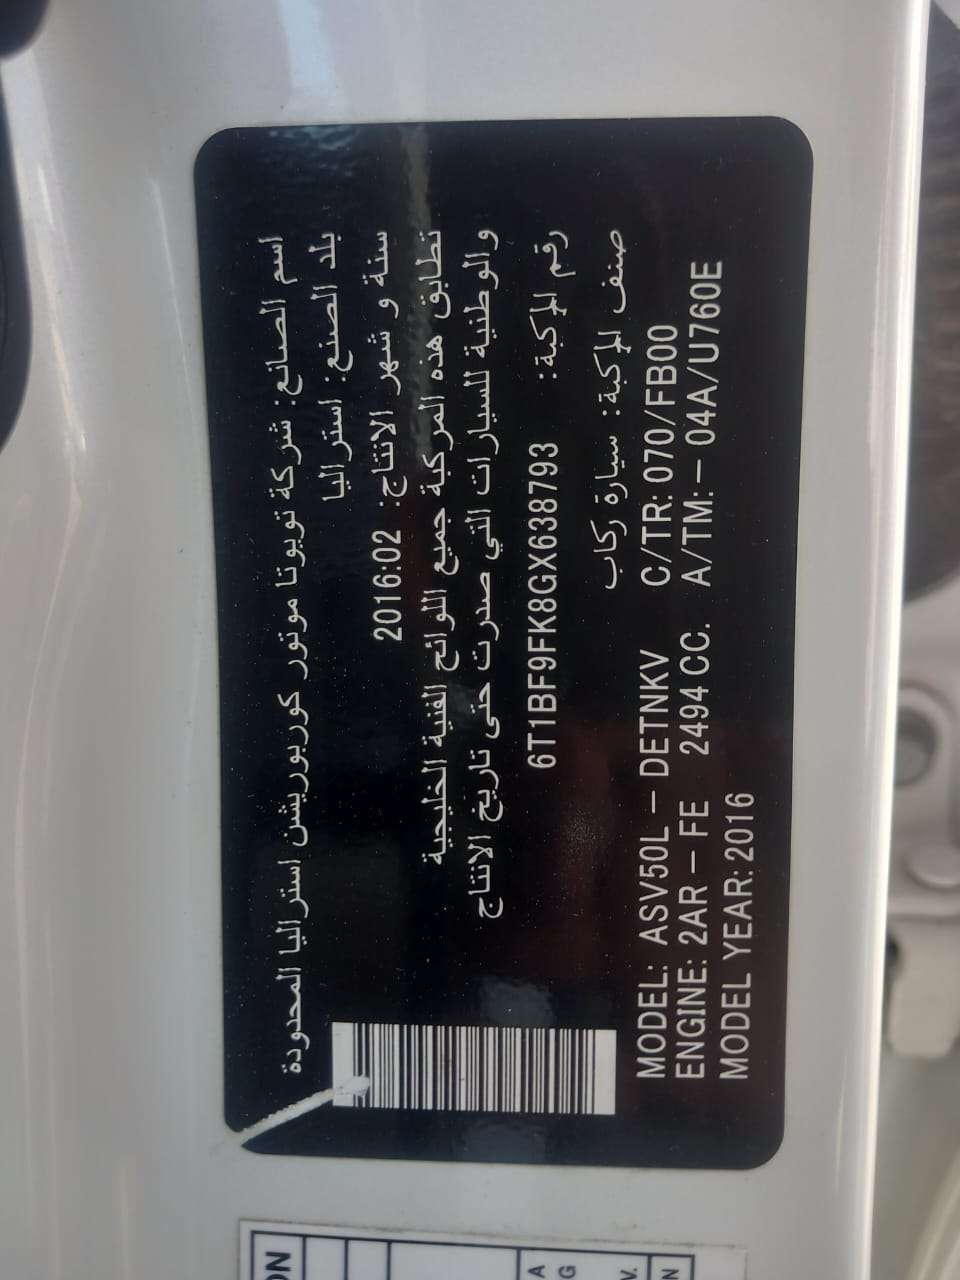 اسم الصانع: شركة تويوتا موتور كوربوريشن استراليا المحدودة
بلد الصنع: استراليا
سنة و شهر الانتاج: 2016:02
تطابق هذه المركبة جميع اللوائح الفنية الخليجية
والوطنية للسيارات التي صدرت حتى تاريخ الانتاج
رقم المركبة: 6T1BF9FK8GX638793
صنف المركبة: سيارة ركاب
MODEL: ASV50L – DETNKV C/TR: 070/FB00
ENGINE: 2AR – FE 2494 CC. A/TM: – 04A/U760E
MODEL YEAR: 2016